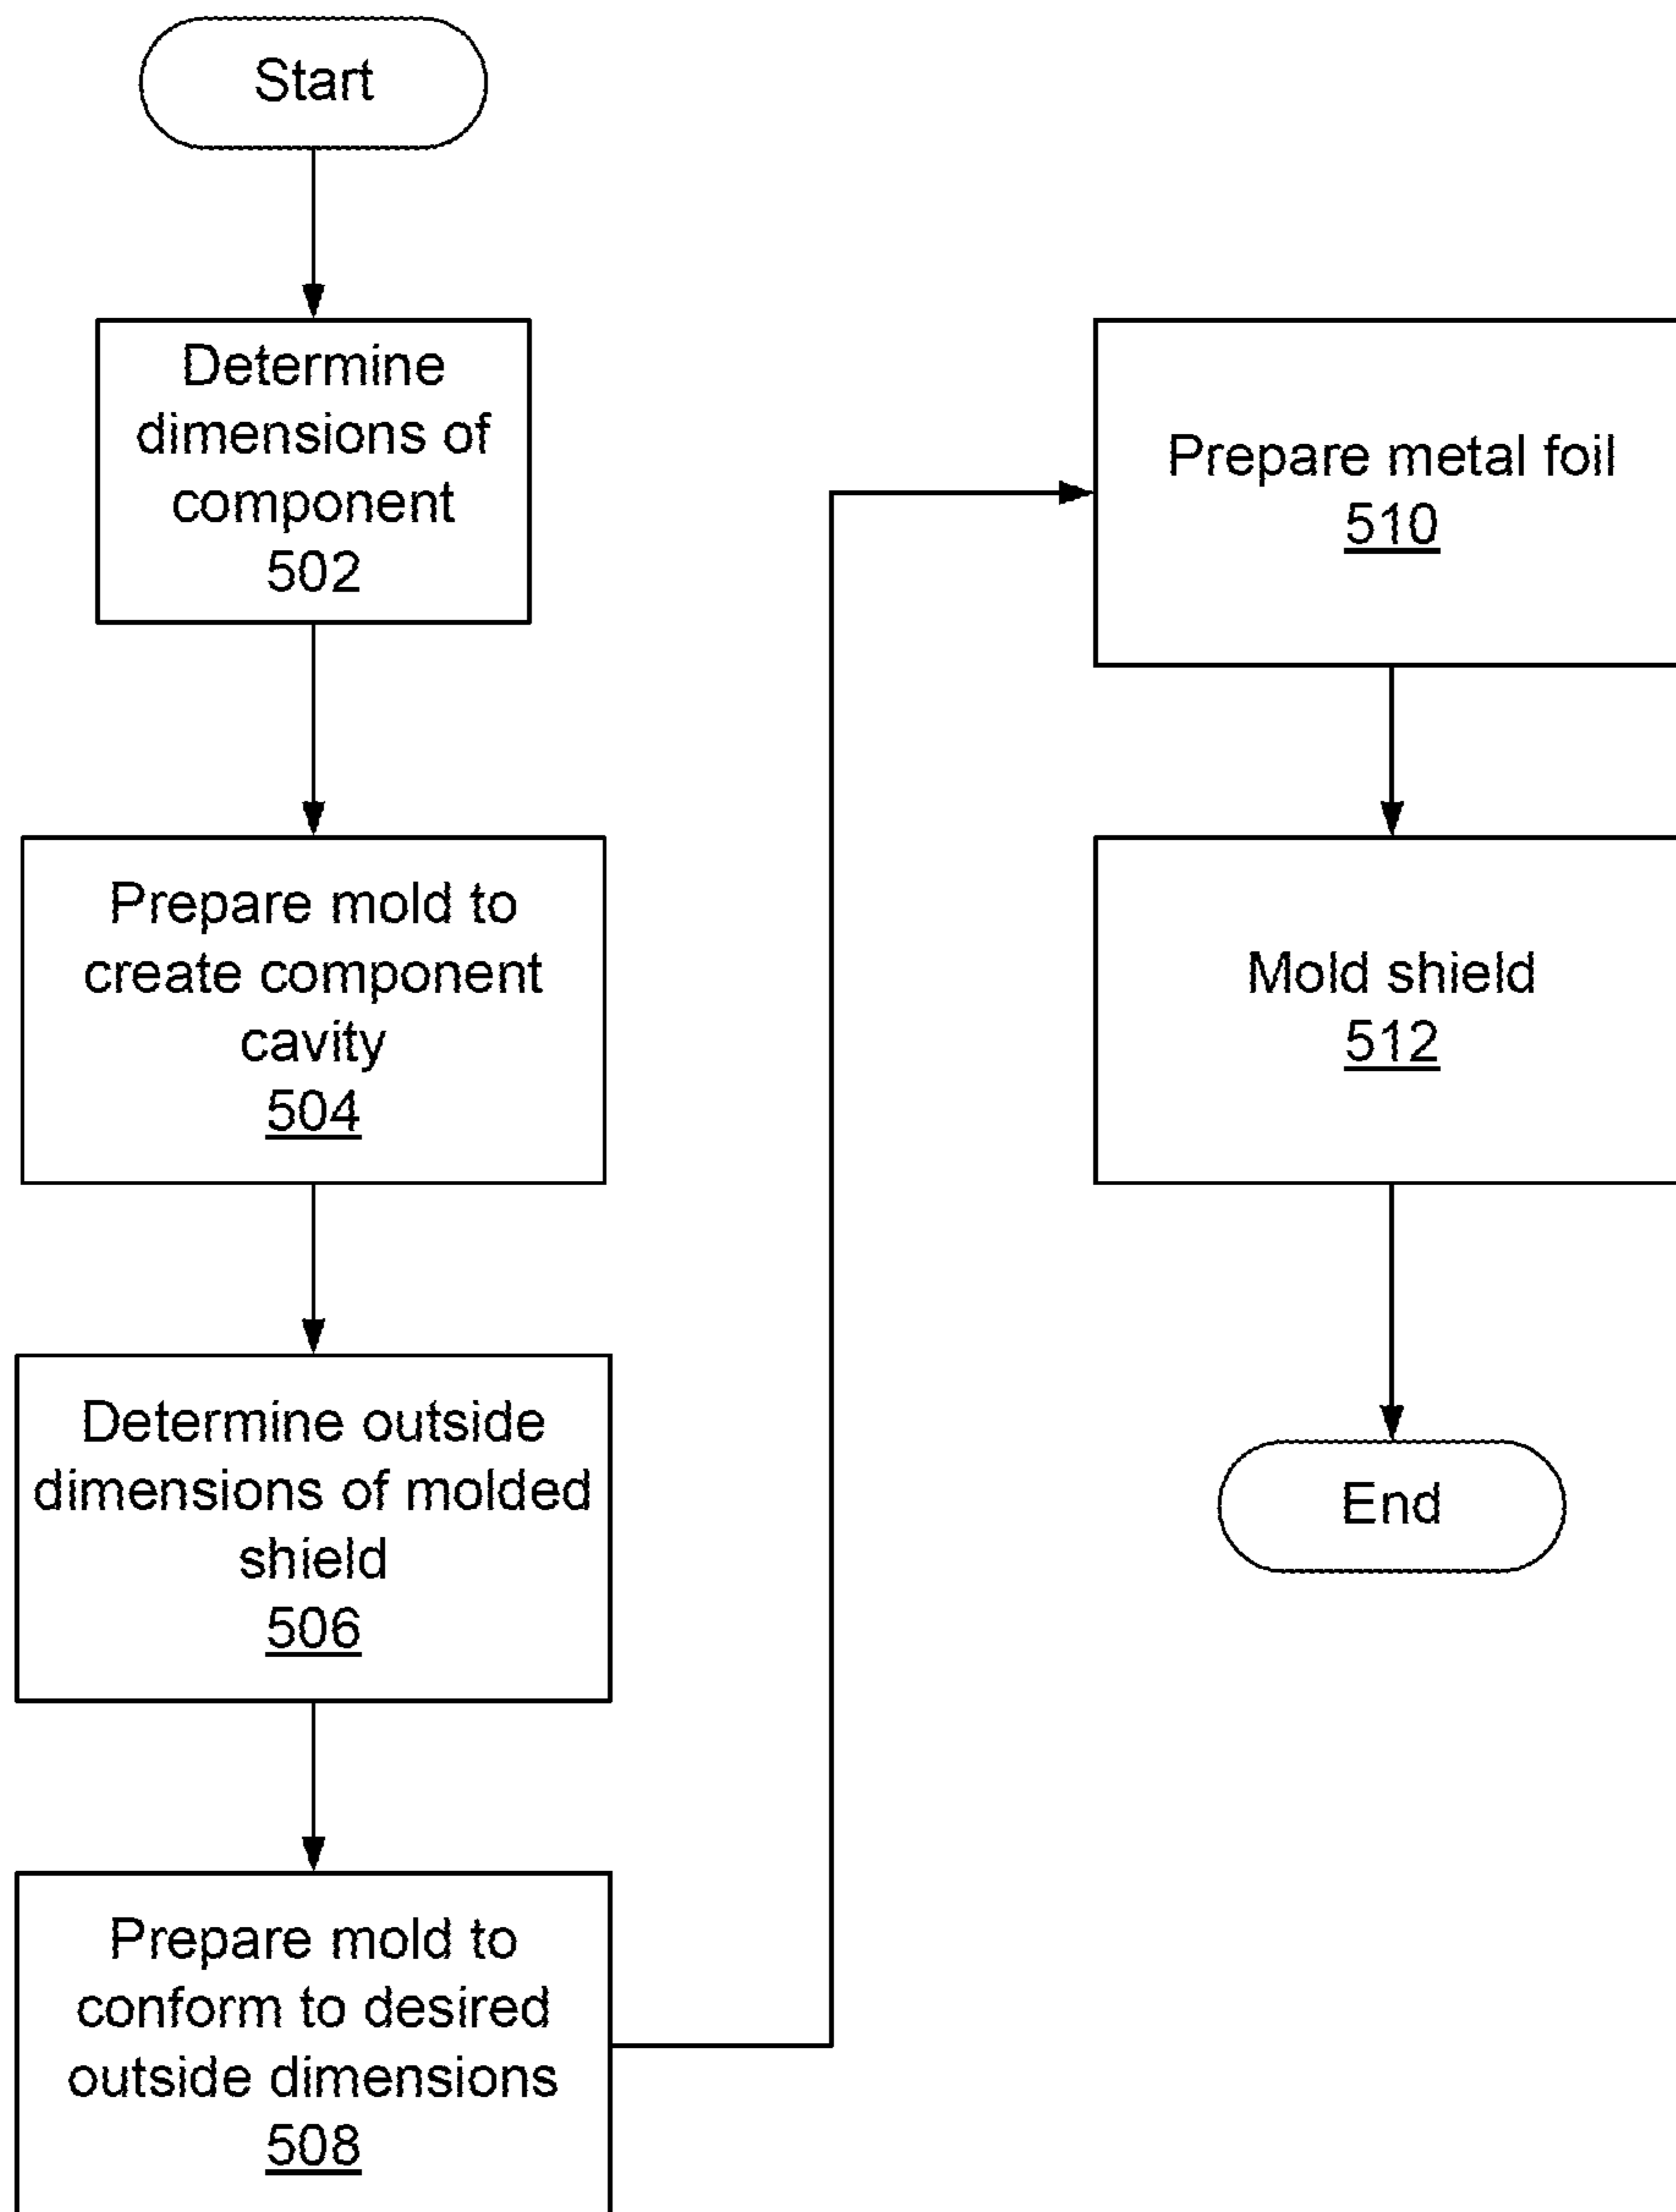 Start
Determine
dimensions of
component
502
Prepare mold to
create component
cavity
504
Determine outside
dimensions of molded
shield
506
Prepare mold to
conform to desired
outside dimensions
508
Prepare metal foil
510
Mold shield
512
End